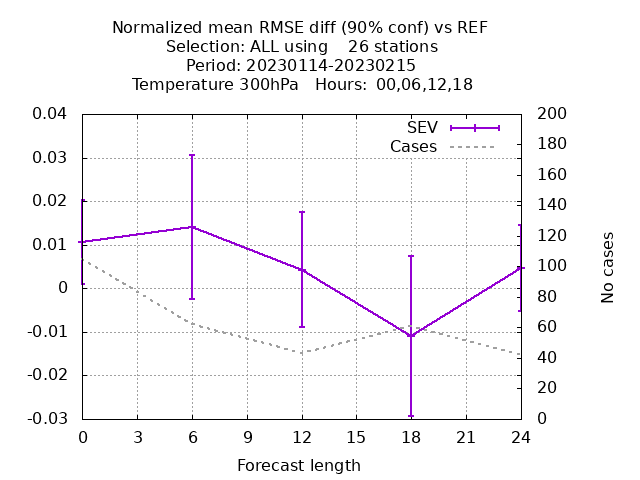 Normalized mean RMSE diff (90% conf) vs REF
Selection: ALL using    26 stations
Period: 20230114-20230215
Temperature 300hPa   Hours:  00,06,12,18
SEV
Cases
0.04
0.03
0.02
0.01
0
-0.01
-0.02
-0.03
200
180
160
140
120
100
80
60
40
20
0
No cases
0 3 6 9 12 15 18 21 24
Forecast length